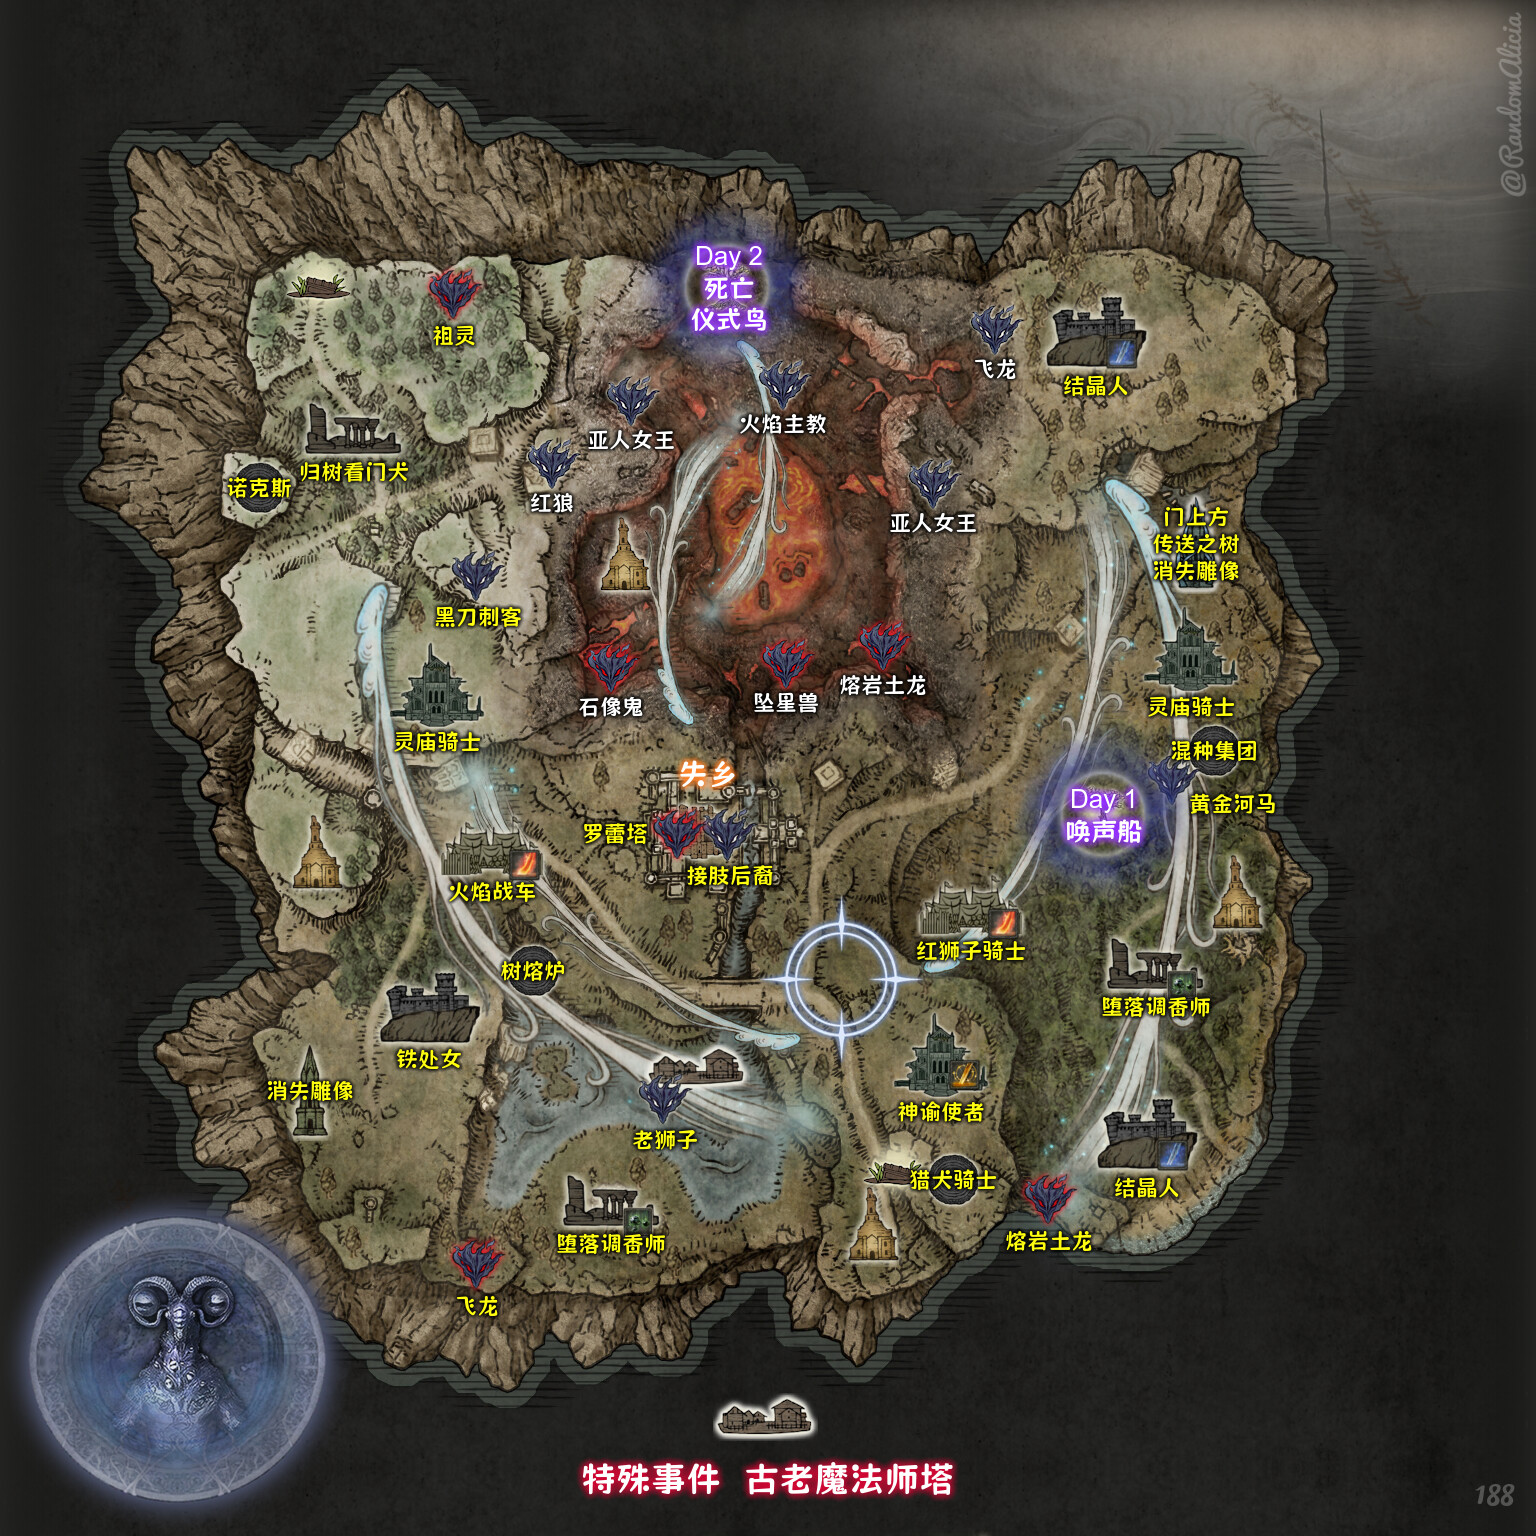 @RandomAlicia
Day 2
死亡
仪式鸟
祖灵
飞龙
结晶人
亚人女王
火焰主教
归树看门犬
诺克斯
红狼
亚人女王
门上方
传送之树
消失雕像
黑刀刺客
石像鬼
坠星兽
熔岩土龙
灵庙骑士
灵庙骑士
混种集团
失乡
Day 1
唤声船
黄金河马
罗蕾塔
接肢后裔
火焰战车
红狮子骑士
树熔炉
堕落调香师
铁处女
消失雕像
神谕使者
老狮子
猎犬骑士
结晶人
堕落调香师
熔岩土龙
飞龙
特殊事件 古老魔法师塔
188